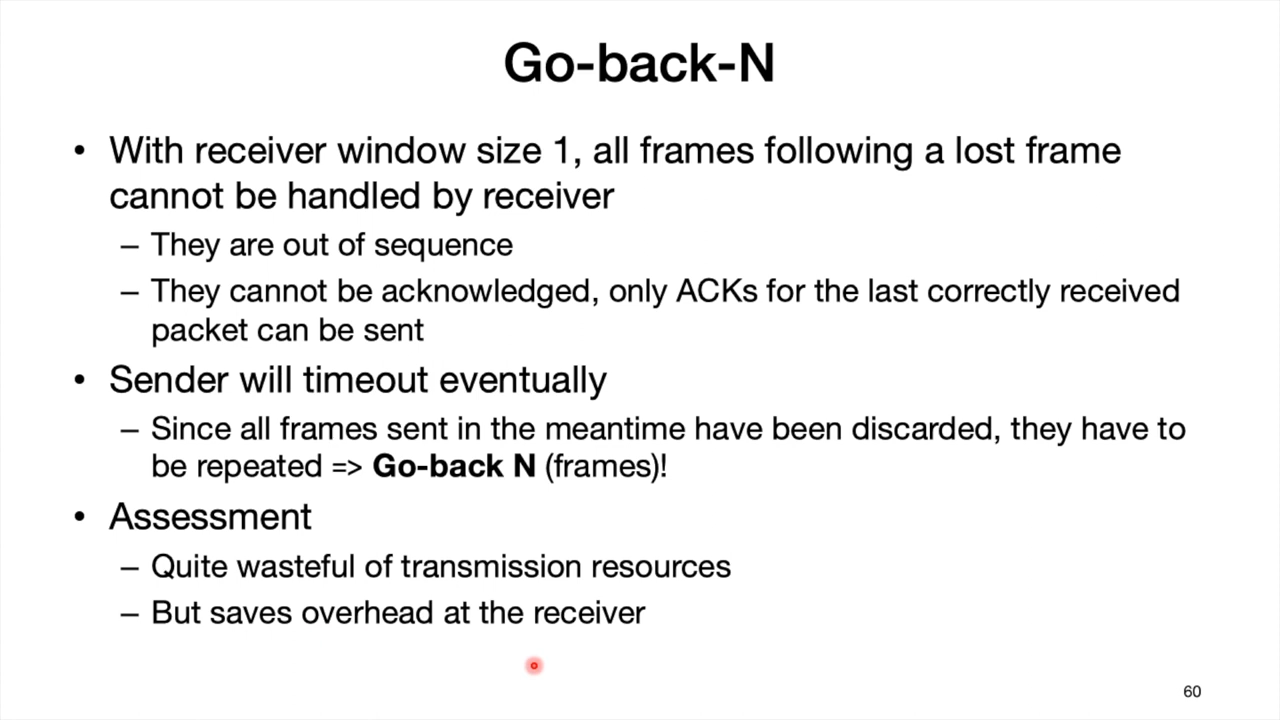 Go-back-N
• With receiver window size 1, all frames following a lost frame
cannot be handled by receiver
– They are out of sequence
– They cannot be acknowledged, only ACKs for the last correctly received
packet can be sent
• Sender will timeout eventually
– Since all frames sent in the meantime have been discarded, they have to
be repeated => Go-back N (frames)!
• Assessment
– Quite wasteful of transmission resources
– But saves overhead at the receiver
60